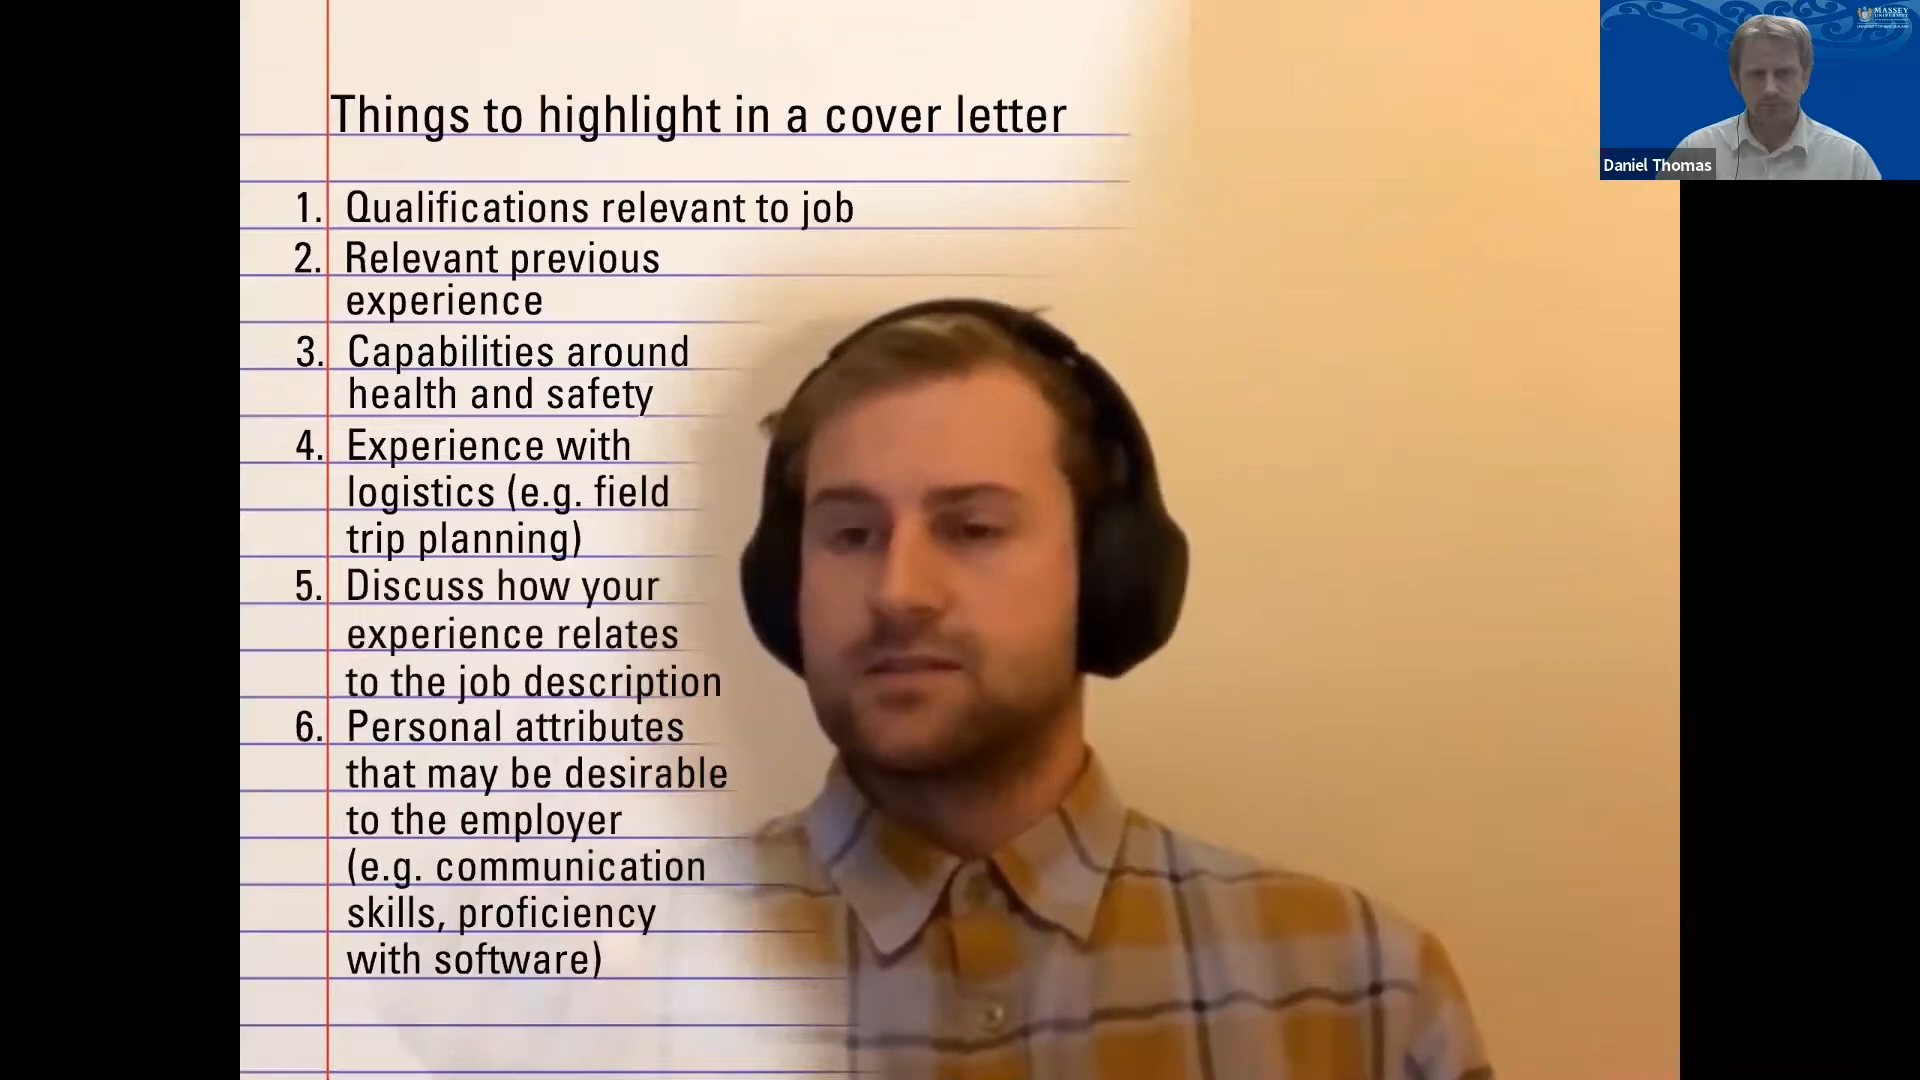 Things to highlight in a cover letter
1. Qualifications relevant to job
2. Relevant previous
experience
3. Capabilities around
health and safety
4. Experience with
logistics (e.g. field
trip planning)
5. Discuss how your
experience relates
to the job description
6. Personal attributes
that may be desirable
to the employer
(e.g. communication
skills, proficiency
with software)
MASSEY
UNIVERSITY
Daniel Thomas